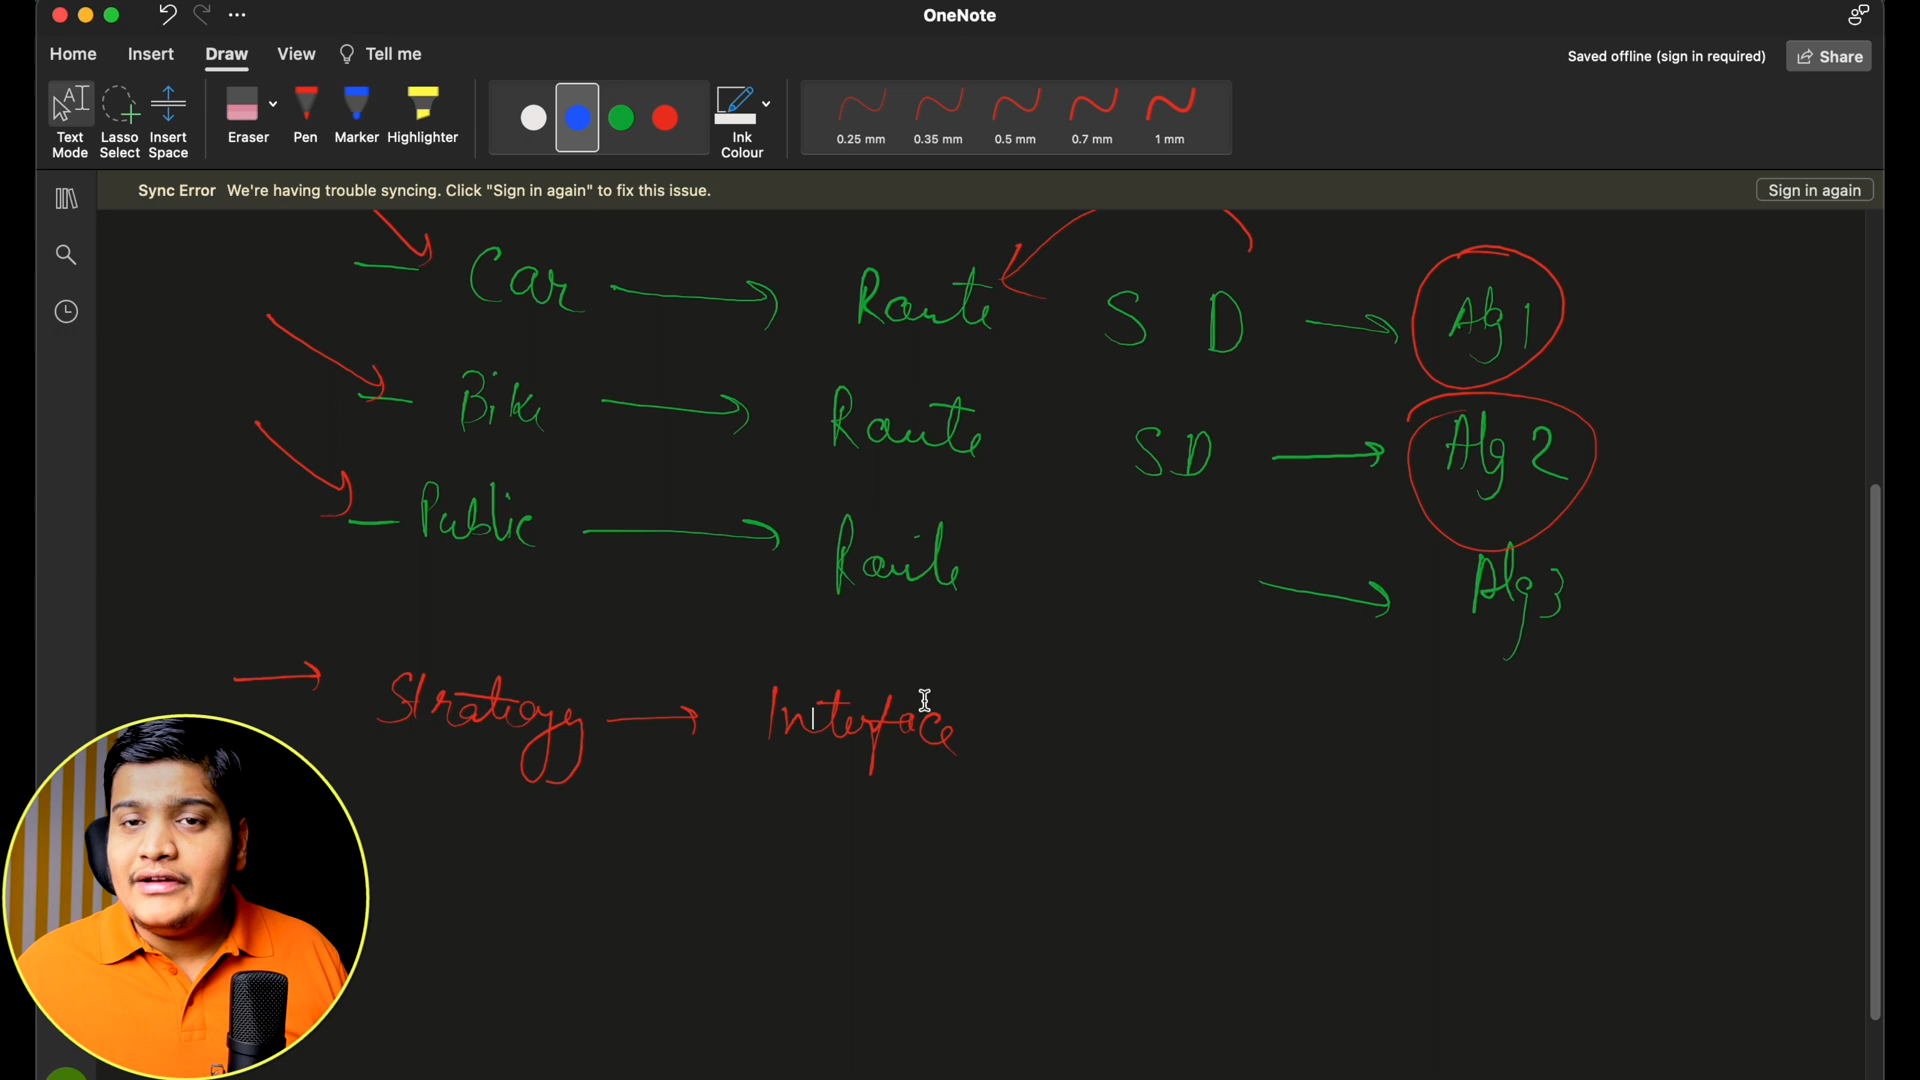 OneNote
Home Insert Draw View Tell me
Saved offline (sign in required) Share
Text Mode
Lasso Select
Insert Space
Eraser
Pen
Marker
Highlighter
Ink Colour
0.25 mm 0.35 mm 0.5 mm 0.7 mm 1 mm
Sync Error We're having trouble syncing. Click "Sign in again" to fix this issue. Sign in again
Car Route S D Alg 1
Bike Route SD Alg 2
Public Route Alg 3
Strategy Interface